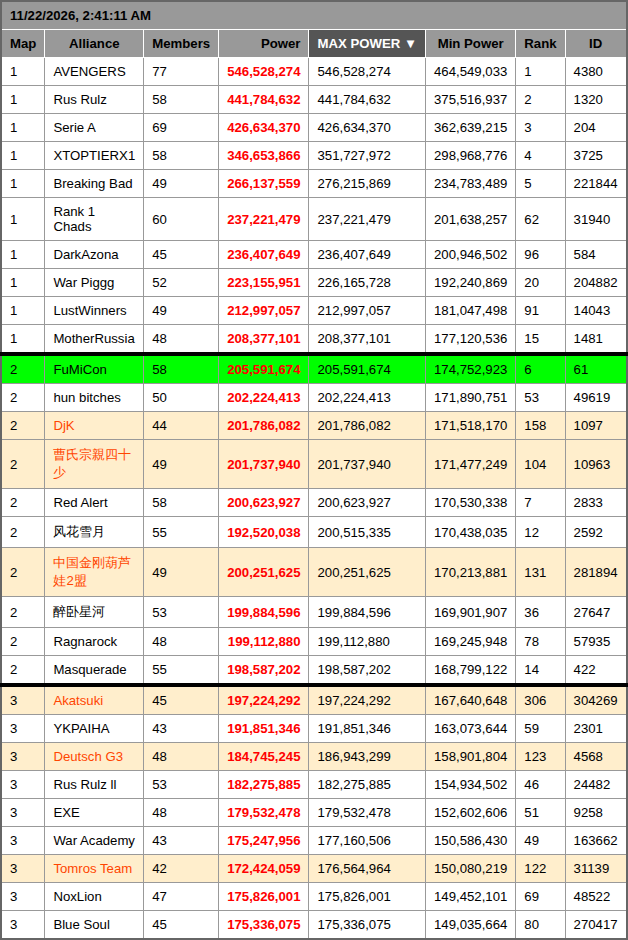 11/22/2026, 2:41:11 AM
Map Alliance Members Power MAX POWER ▼ Min Power Rank ID
1 AVENGERS 77 546,528,274 546,528,274 464,549,033 1 4380
1 Rus Rulz 58 441,784,632 441,784,632 375,516,937 2 1320
1 Serie A 69 426,634,370 426,634,370 362,639,215 3 204
1 XTOPTIERX1 58 346,653,866 351,727,972 298,968,776 4 3725
1 Breaking Bad 49 266,137,559 276,215,869 234,783,489 5 221844
1 Rank 1 Chads 60 237,221,479 237,221,479 201,638,257 62 31940
1 DarkAzona 45 236,407,649 236,407,649 200,946,502 96 584
1 War Piggg 52 223,155,951 226,165,728 192,240,869 20 204882
1 LustWinners 49 212,997,057 212,997,057 181,047,498 91 14043
1 MotherRussia 48 208,377,101 208,377,101 177,120,536 15 1481
2 FuMiCon 58 205,591,674 205,591,674 174,752,923 6 61
2 hun bitches 50 202,224,413 202,224,413 171,890,751 53 49619
2 DjK 44 201,786,082 201,786,082 171,518,170 158 1097
2 曹氏宗親四十少 49 201,737,940 201,737,940 171,477,249 104 10963
2 Red Alert 58 200,623,927 200,623,927 170,530,338 7 2833
2 风花雪月 55 192,520,038 200,515,335 170,438,035 12 2592
2 中国金刚葫芦娃2盟 49 200,251,625 200,251,625 170,213,881 131 281894
2 醉卧星河 53 199,884,596 199,884,596 169,901,907 36 27647
2 Ragnarock 48 199,112,880 199,112,880 169,245,948 78 57935
2 Masquerade 55 198,587,202 198,587,202 168,799,122 14 422
3 Akatsuki 45 197,224,292 197,224,292 167,640,648 306 304269
3 YKPAIHA 43 191,851,346 191,851,346 163,073,644 59 2301
3 Deutsch G3 48 184,745,245 186,943,299 158,901,804 123 4568
3 Rus Rulz ll 53 182,275,885 182,275,885 154,934,502 46 24482
3 EXE 48 179,532,478 179,532,478 152,602,606 51 9258
3 War Academy 43 175,247,956 177,160,506 150,586,430 49 163662
3 Tomros Team 42 172,424,059 176,564,964 150,080,219 122 31139
3 NoxLion 47 175,826,001 175,826,001 149,452,101 69 48522
3 Blue Soul 45 175,336,075 175,336,075 149,035,664 80 270417